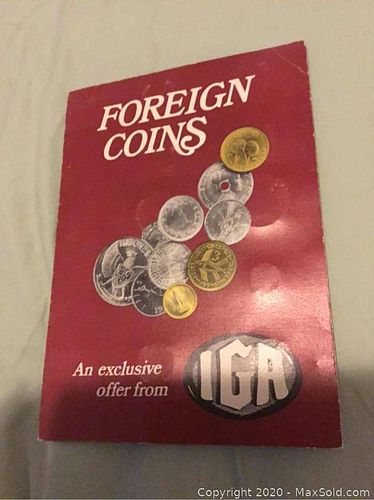 FOREIGN
COINS
An exclusive
offer from
IGA
Copyright © 2020 - MaxSold.com